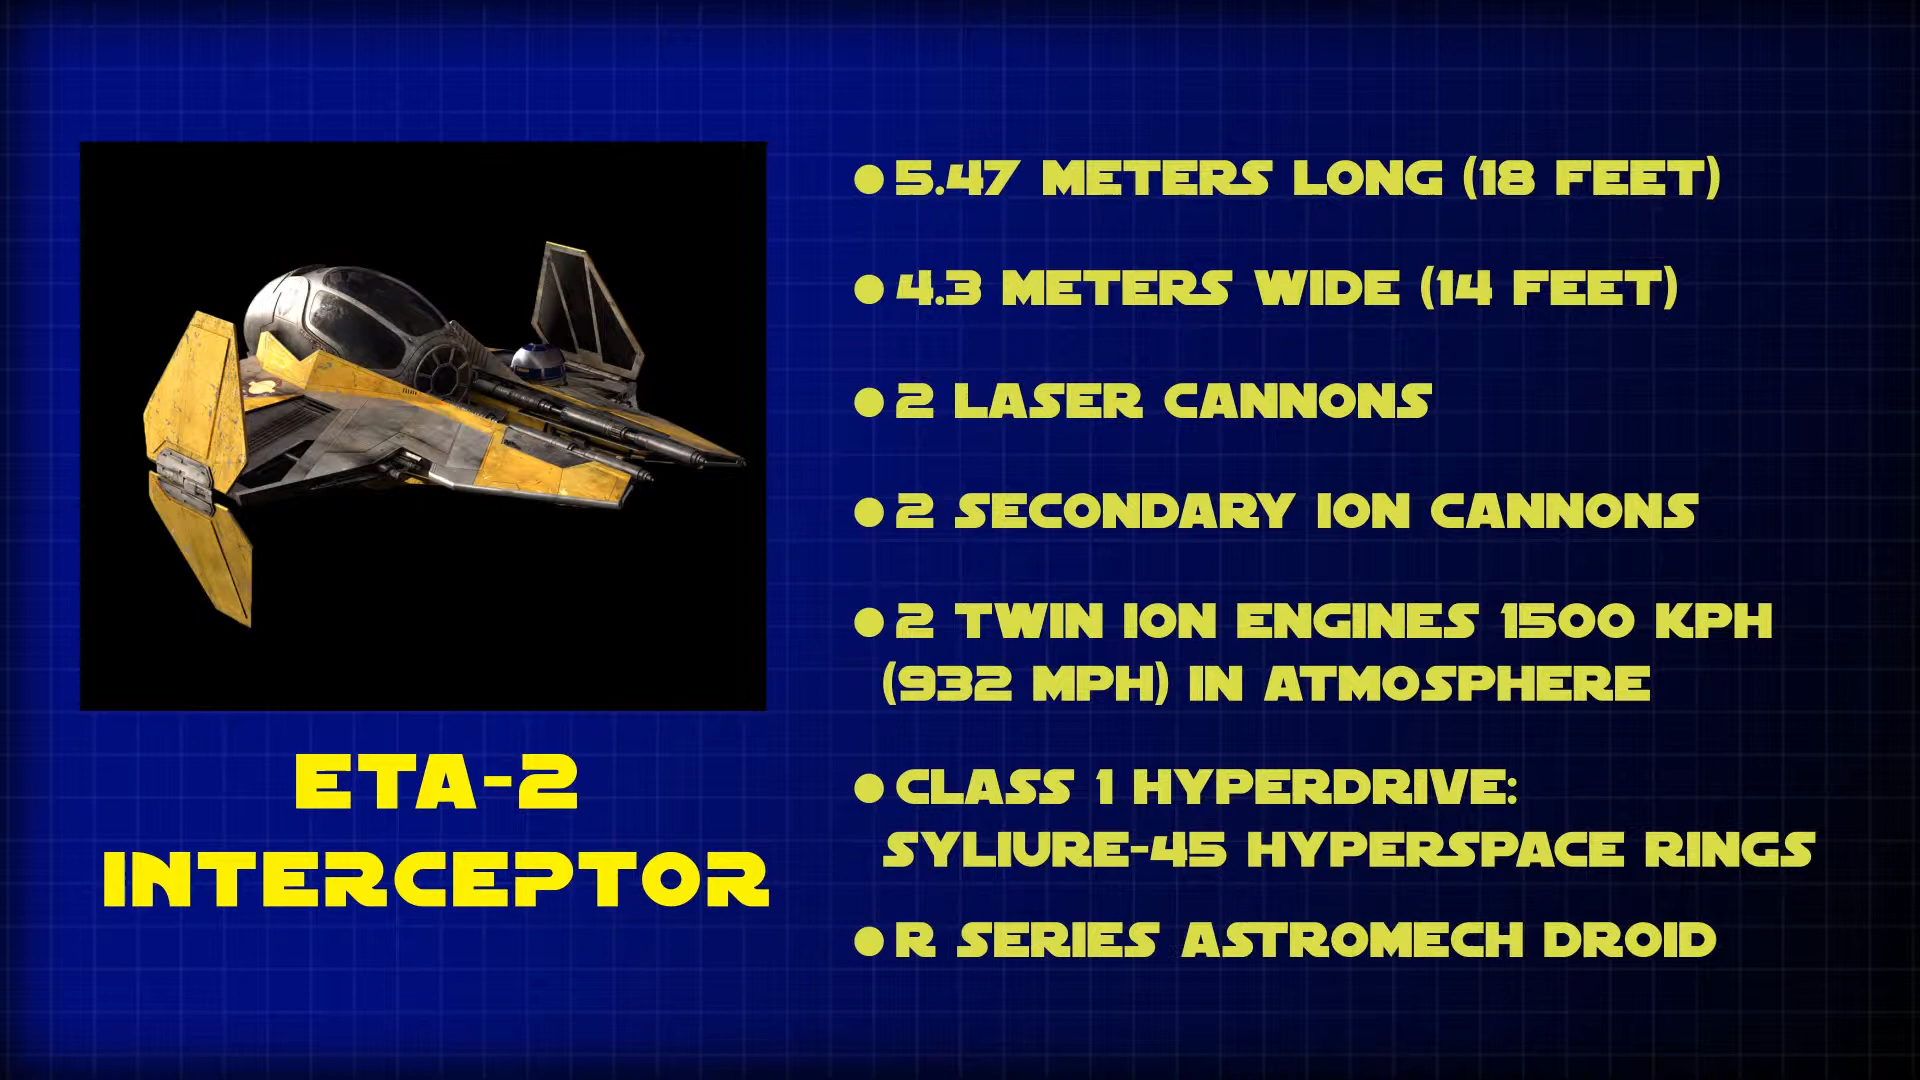 ETA-2
INTERCEPTOR
● 5.47 METERS LONG (18 FEET)
● 4.3 METERS WIDE (14 FEET)
● 2 LASER CANNONS
● 2 SECONDARY ION CANNONS
● 2 TWIN ION ENGINES 1500 KPH
(932 MPH) IN ATMOSPHERE
● CLASS 1 HYPERDRIVE:
SYLIURE-45 HYPERSPACE RINGS
● R SERIES ASTROMECH DROID